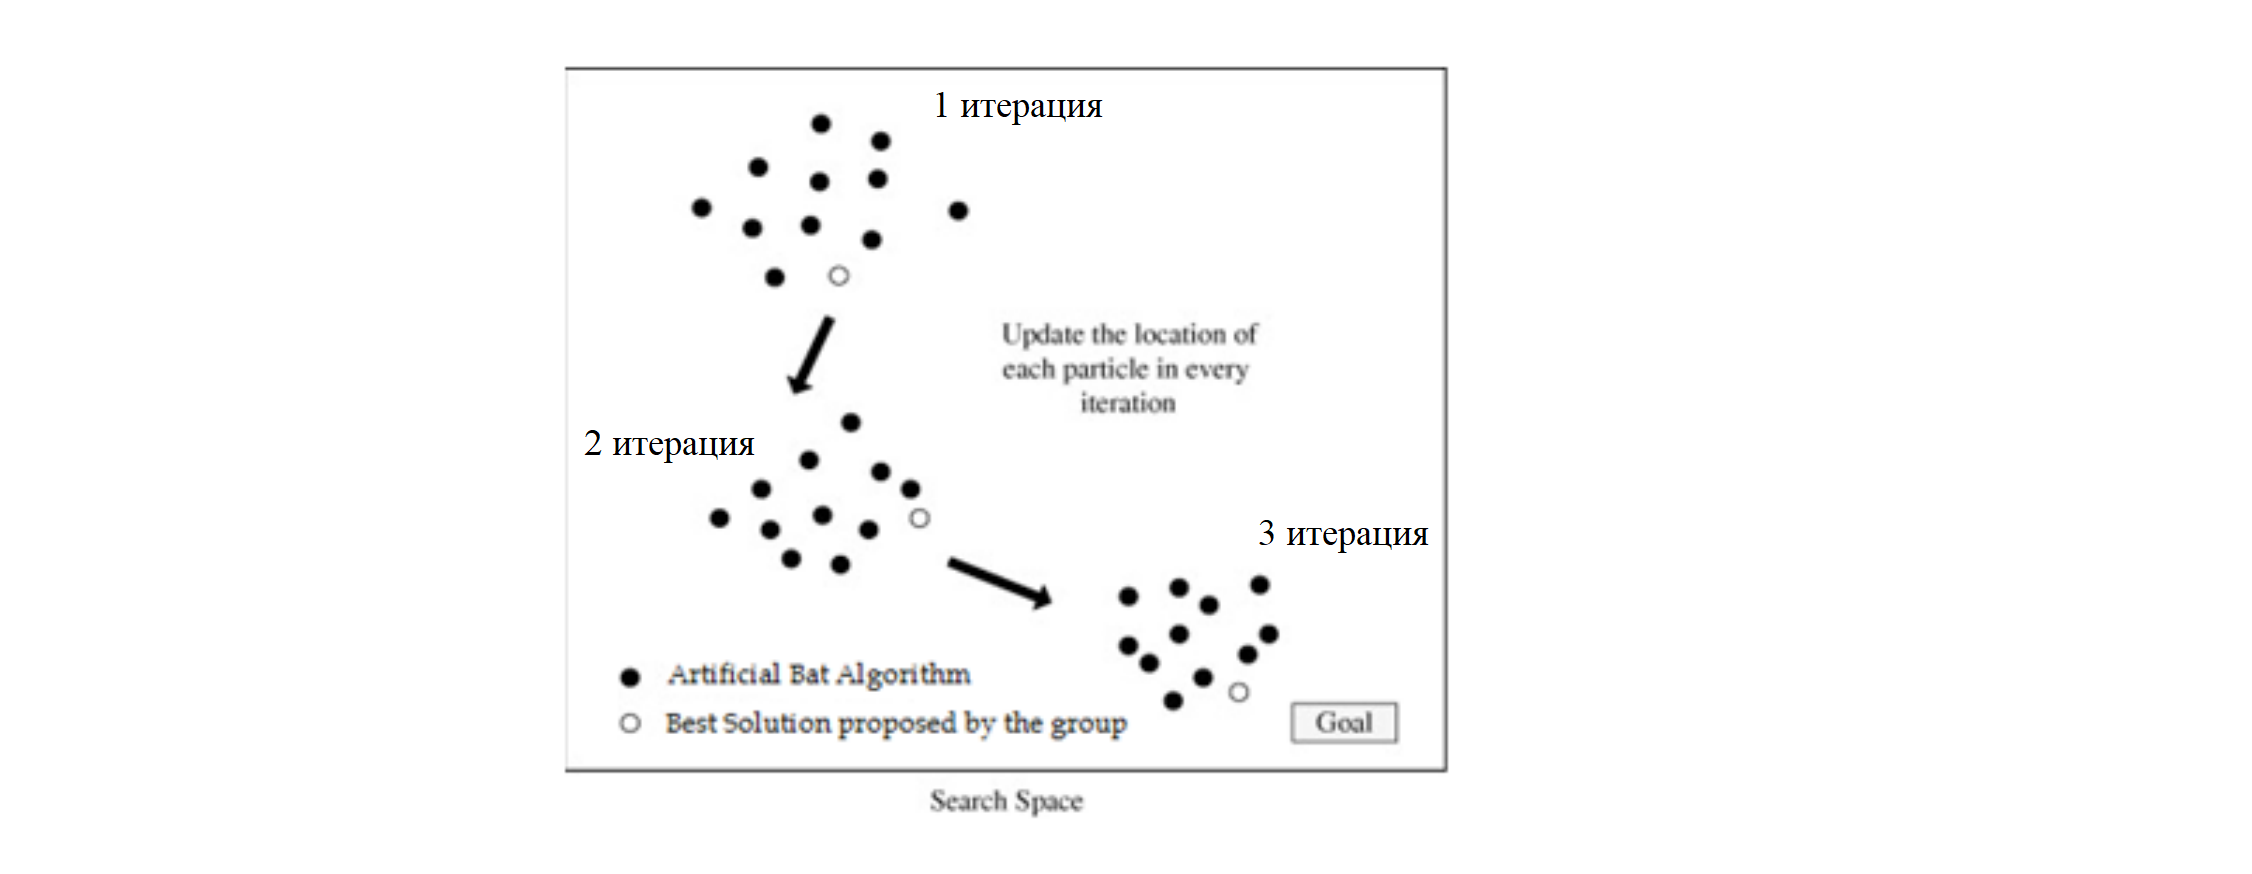 1 итерация
Update the location of
each particle in every
iteration
2 итерация
3 итерация
Artificial Bat Algorithm
Best Solution proposed by the group
Goal
Search Space